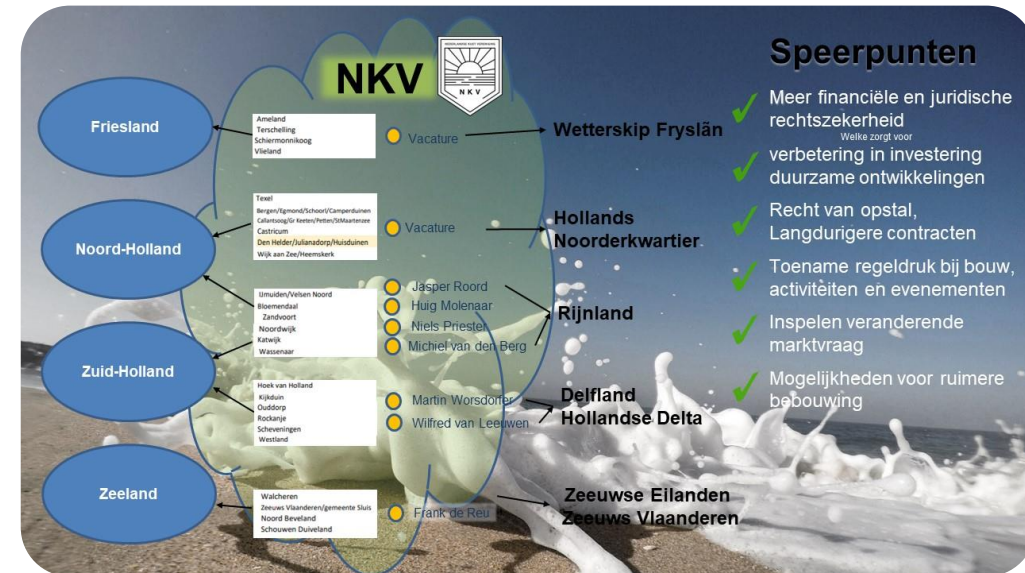 NKV
NEDERLANDSE KUST VERENIGING
N K V
Friesland
Ameland
Terschelling
Schiermonnikoog
Vlieland
Vacature
Wetterskip Fryslãn
Noord-Holland
Texel
Bergen/Egmond/Schoorl/Camperduinen
Callantsoog/Gr Keeten/Petten/StMaartenzee
Castricum
Den Helder/Julianadorp/Huisduinen
Wijk aan Zee/Heemskerk
Vacature
Hollands
Noorderkwartier
IJmuiden/Velsen Noord
Bloemendaal
Zandvoort
Noordwijk
Katwijk
Wassenaar
Jasper Roord
Huig Molenaar
Niels Priester
Michiel van den Berg
Rijnland
Zuid-Holland
Hoek van Holland
Kijkduin
Ouddorp
Rockanje
Scheveningen
Westland
Martin Worsdörfer
Wilfred van Leeuwen
Delfland
Hollandse Delta
Zeeland
Walcheren
Zeeuws Vlaanderen/gemeente Sluis
Noord Beveland
Schouwen Duiveland
Frank de Reu
Zeeuwse Eilanden
Zeeuws Vlaanderen
Speerpunten
Meer financiële en juridische
rechtszekerheid
Welke zorgt voor
verbetering in investering
duurzame ontwikkelingen
Recht van opstal,
Langdurigere contracten
Toename regeldruk bij bouw,
activiteiten en evenementen
Inspelen veranderende
marktvraag
Mogelijkheden voor ruimere
bebouwing